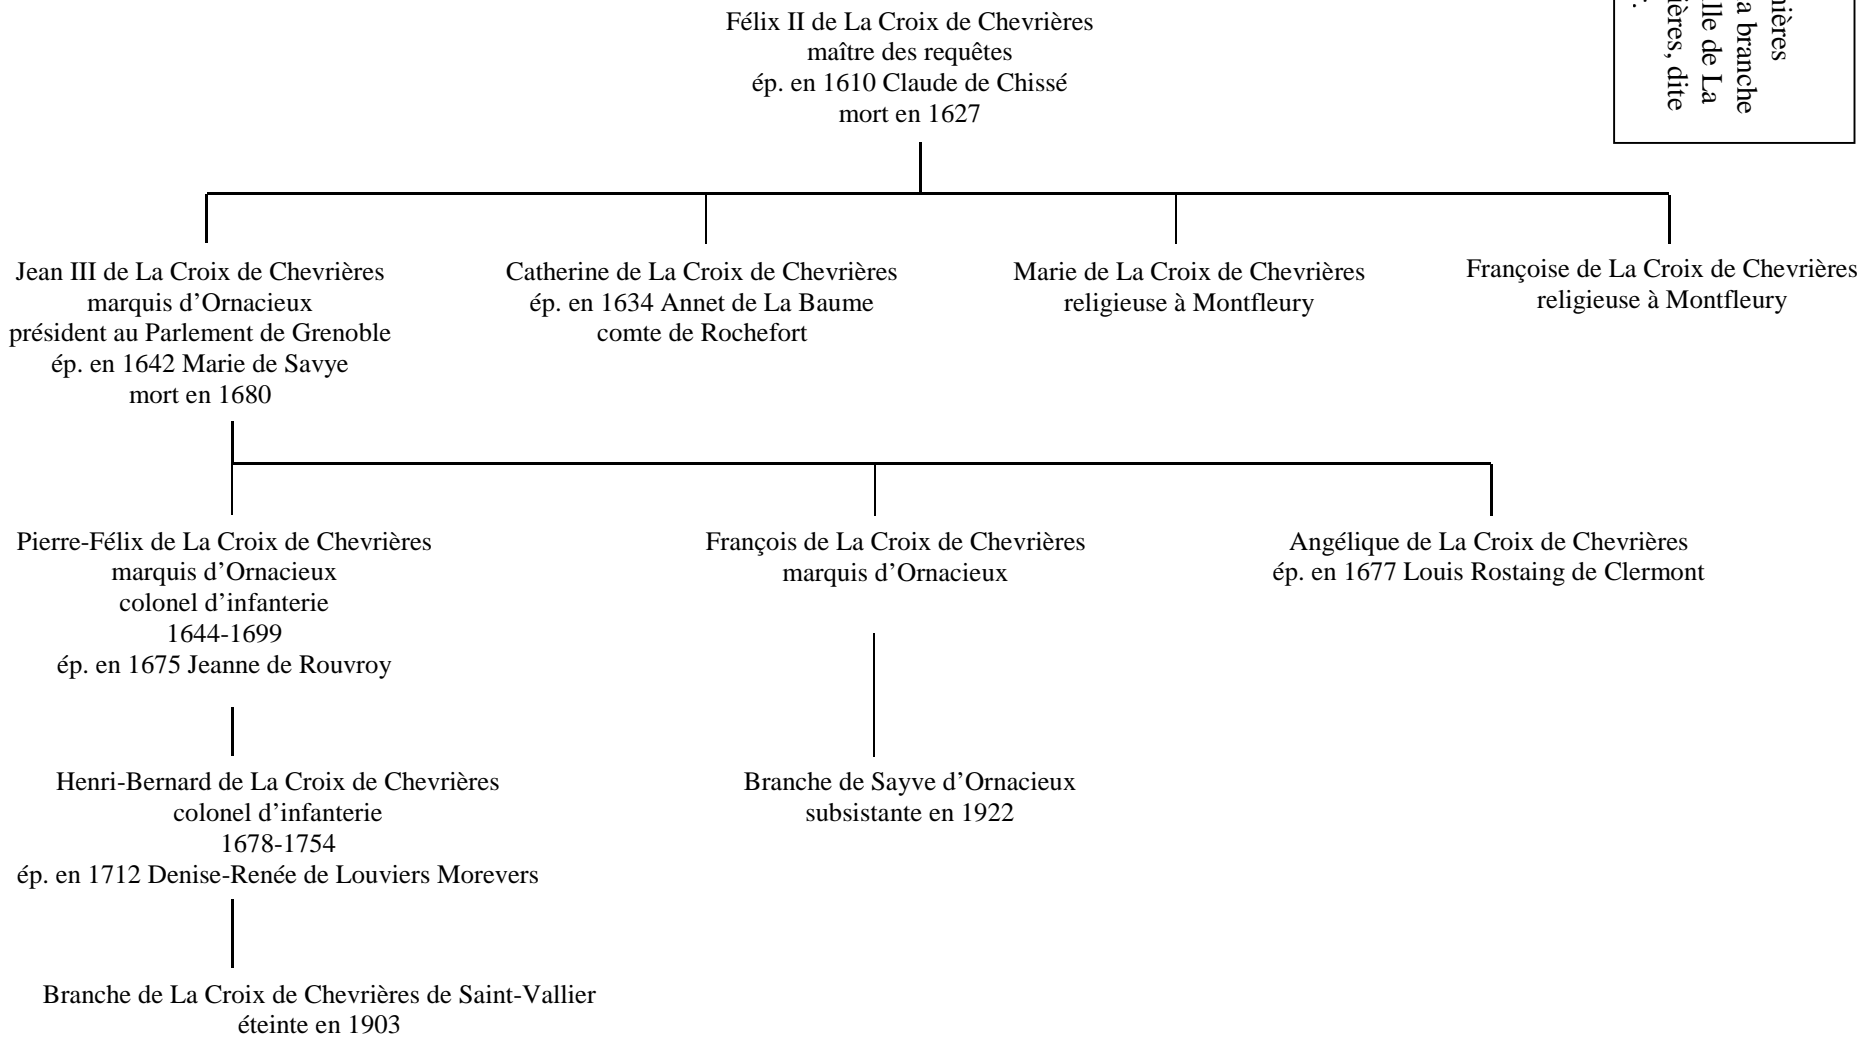 Félix II de La Croix de Chevrières
maître des requêtes
ép. en 1610 Claude de Chissé
mort en 1627
nières
a branche
lle de La
ières, dite
.
Jean III de La Croix de Chevrières
marquis d’Ornacieux
président au Parlement de Grenoble
ép. en 1642 Marie de Savye
mort en 1680
Catherine de La Croix de Chevrières
ép. en 1634 Annet de La Baume
comte de Rochefort
Marie de La Croix de Chevrières
religieuse à Montfleury
Françoise de La Croix de Chevrières
religieuse à Montfleury
Pierre-Félix de La Croix de Chevrières
marquis d’Ornacieux
colonel d’infanterie
1644-1699
ép. en 1675 Jeanne de Rouvroy
François de La Croix de Chevrières
marquis d’Ornacieux
Angélique de La Croix de Chevrières
ép. en 1677 Louis Rostaing de Clermont
Henri-Bernard de La Croix de Chevrières
colonel d’infanterie
1678-1754
ép. en 1712 Denise-Renée de Louviers Morevers
Branche de Sayve d’Ornacieux
subsistante en 1922
Branche de La Croix de Chevrières de Saint-Vallier
éteinte en 1903